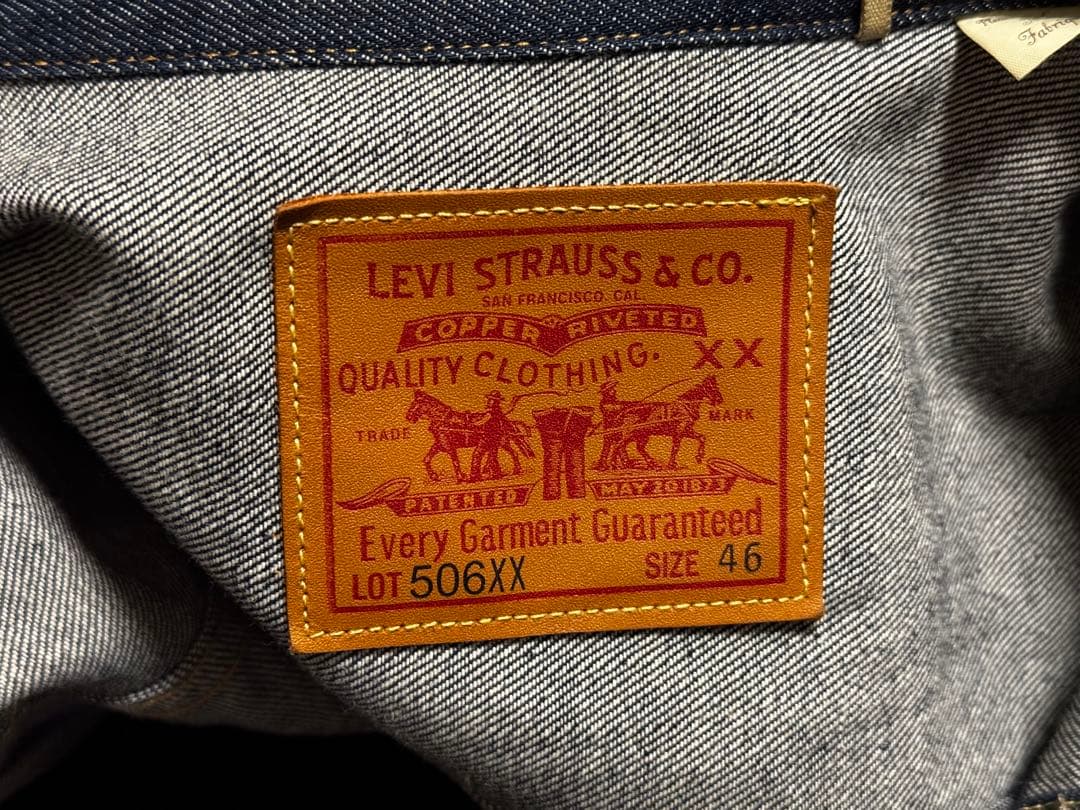 Fabriq
LEVI STRAUSS & CO.
SAN FRANCISCO, CAL.
COPPER RIVETED
QUALITY CLOTHING. XX
TRADE MARK
PATENTED MAY 20 1873
Every Garment Guaranteed
LOT 506XX SIZE 46